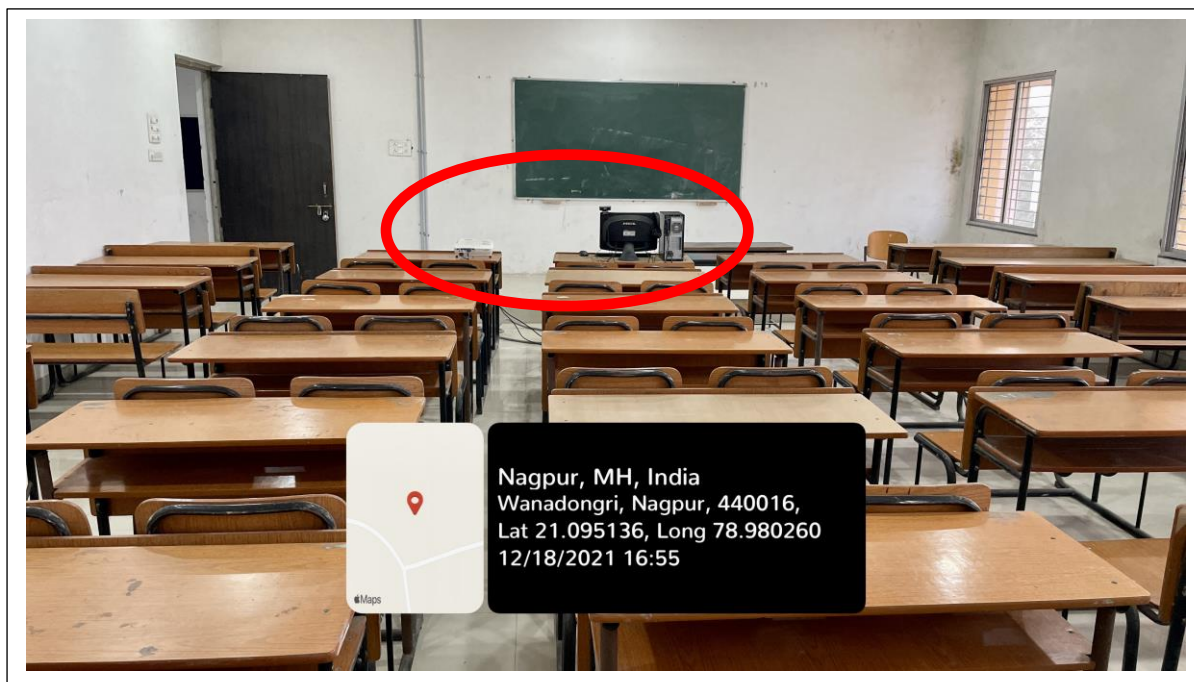 Nagpur, MH, India
Wanadongri, Nagpur, 440016,
Lat 21.095136, Long 78.980260
12/18/2021 16:55
Maps